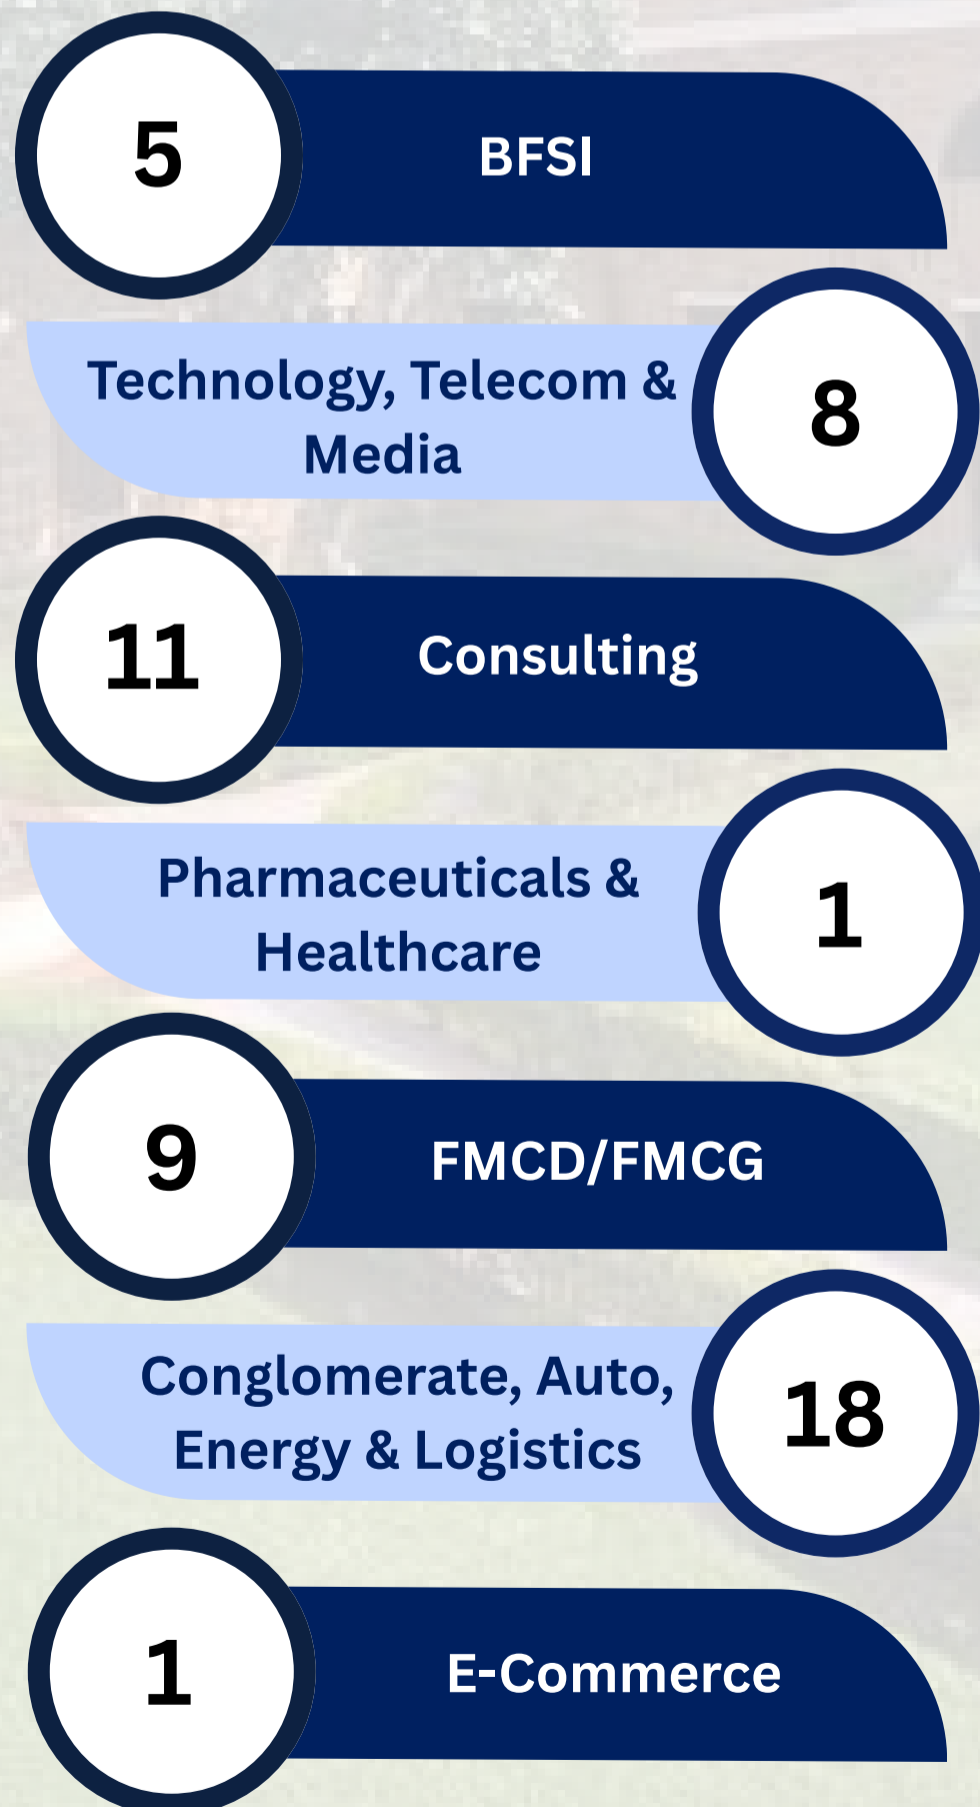 5
BFSI
Technology, Telecom &
Media
8
11
Consulting
Pharmaceuticals &
Healthcare
1
9
FMCD/FMCG
Conglomerate, Auto,
Energy & Logistics
18
1
E-Commerce